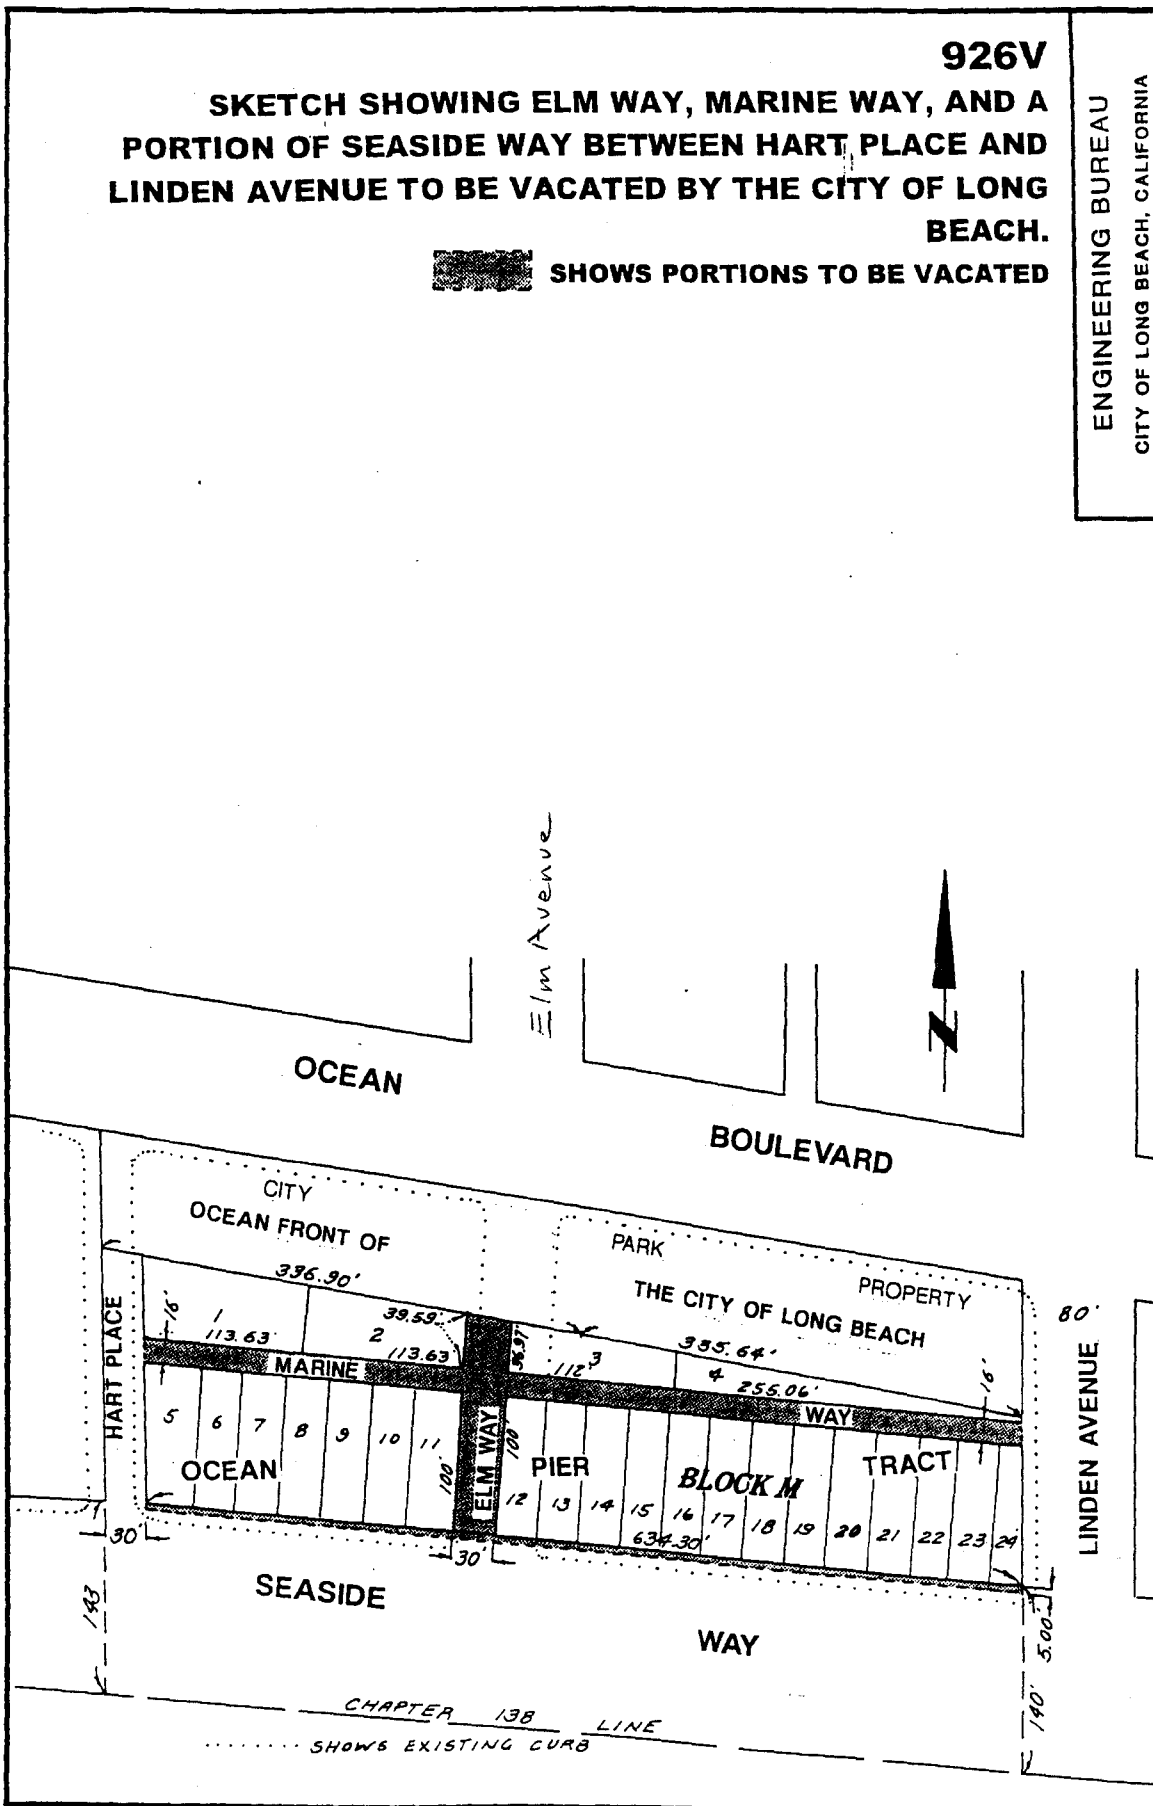 926V
SKETCH SHOWING ELM WAY, MARINE WAY, AND A
PORTION OF SEASIDE WAY BETWEEN HART PLACE AND
LINDEN AVENUE TO BE VACATED BY THE CITY OF LONG
BEACH.
SHOWS PORTIONS TO BE VACATED
ENGINEERING BUREAU
CITY OF LONG BEACH, CALIFORNIA
Elm Avenue
N
OCEAN
BOULEVARD
CITY
OCEAN FRONT OF
PARK
PROPERTY
THE CITY OF LONG BEACH
336.90'
335.64'
80'
HART PLACE
16'
1
113.63'
2
39.59'
113.63'
36.97'
3
112'
4
255.06'
16'
MARINE
WAY
LINDEN AVENUE
5
6
7
8
9
10
11
100'
ELM WAY
100'
12
13
14
15
16
17
18
19
20
21
22
23
24
OCEAN
PIER
BLOCK M
TRACT
634.30'
30'
30'
SEASIDE
WAY
143
5.00'
140'
CHAPTER 138 LINE
SHOWS EXISTING CURB